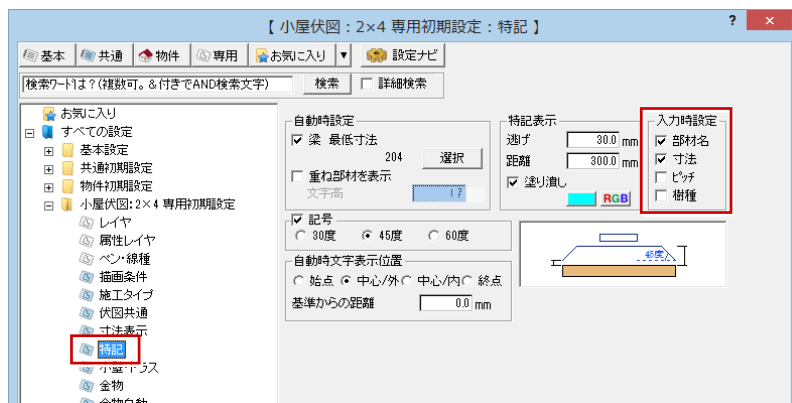 【 小屋伏図：2×4 専用初期設定：特記 】
? ×
基本 共通 物件 専用 お気に入り ▼ 設定ナビ
検索ワードは?(複数可。&付きでAND検索文字) 検索 詳細検索
お気に入り
すべての設定
基本設定
共通初期設定
物件初期設定
小屋伏図:2×4 専用初期設定
レイヤ
属性レイヤ
ペン・線種
描画条件
施工タイプ
伏図共通
寸法表示
特記
金物
金物自動
自動時設定
梁 最低寸法
204 選択
重ね部材を表示
文字高 17
記号
30度 45度 60度
自動時文字表示位置
始点 中心/外 中心/内 終点
基準からの距離 0.0 mm
特記表示
逃げ 30.0 mm
距離 300.0 mm
塗り潰し
RGB
入力時設定
部材名
寸法
ピッチ
樹種
45度